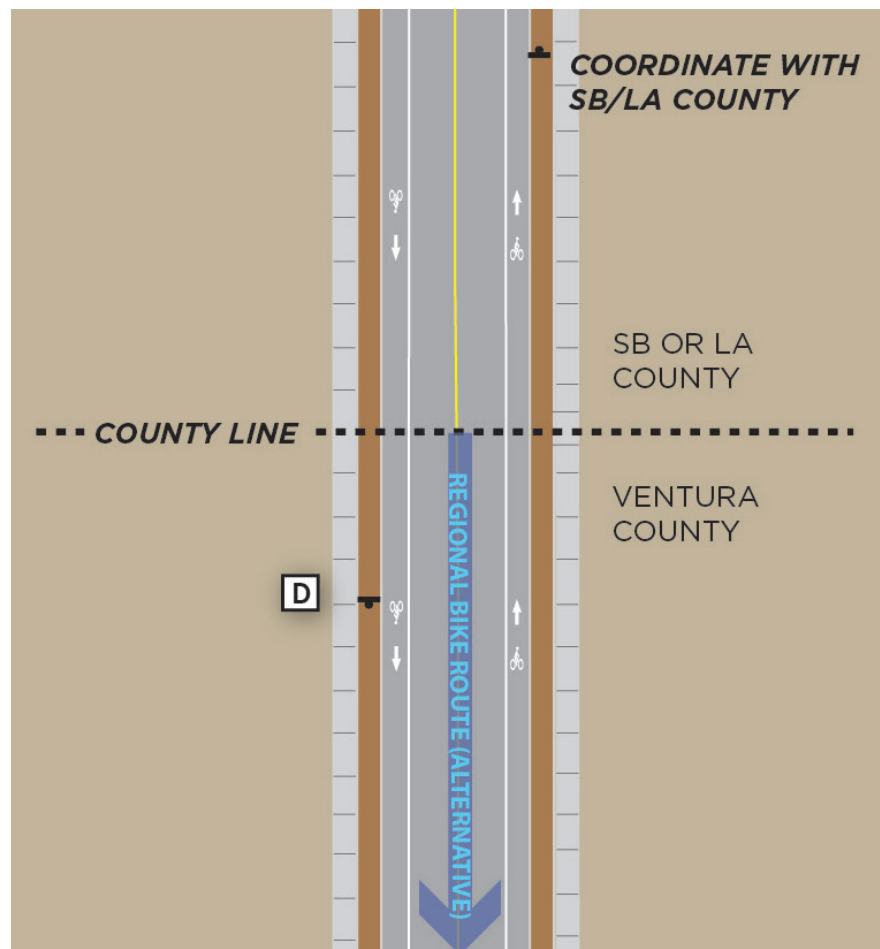 COORDINATE WITH
SB/LA COUNTY
SB OR LA
COUNTY
COUNTY LINE
VENTURA
COUNTY
D
REGIONAL BIKE ROUTE (ALTERNATIVE)